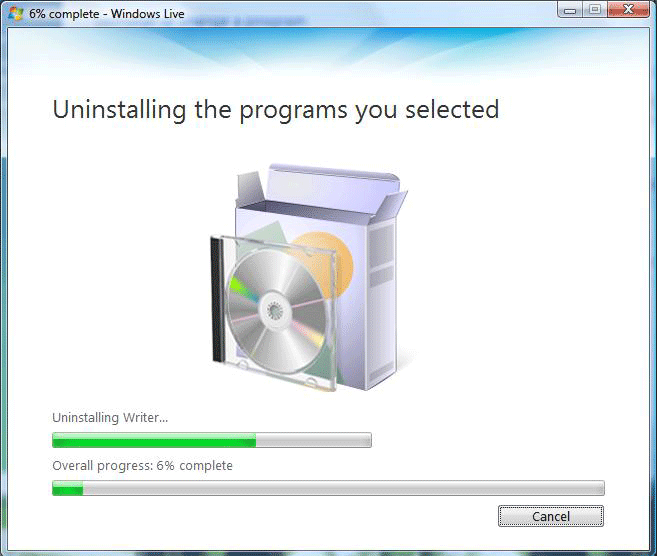 6% complete - Windows Live
Uninstalling the programs you selected
Uninstalling Writer...
Overall progress: 6% complete
Cancel